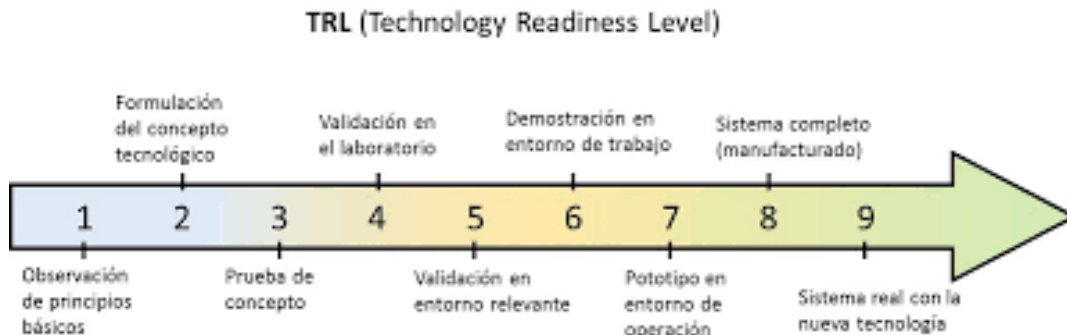 TRL (Technology Readiness Level)
Formulación
del concepto
tecnológico
Validación en
el laboratorio
Demostración en
entorno de trabajo
Sistema completo
(manufacturado)
1 2 3 4 5 6 7 8 9
Observación
de principios
básicos
Prueba de
concepto
Validación en
entorno relevante
Pototipo en
entorno de
operación
Sistema real con la
nueva tecnología